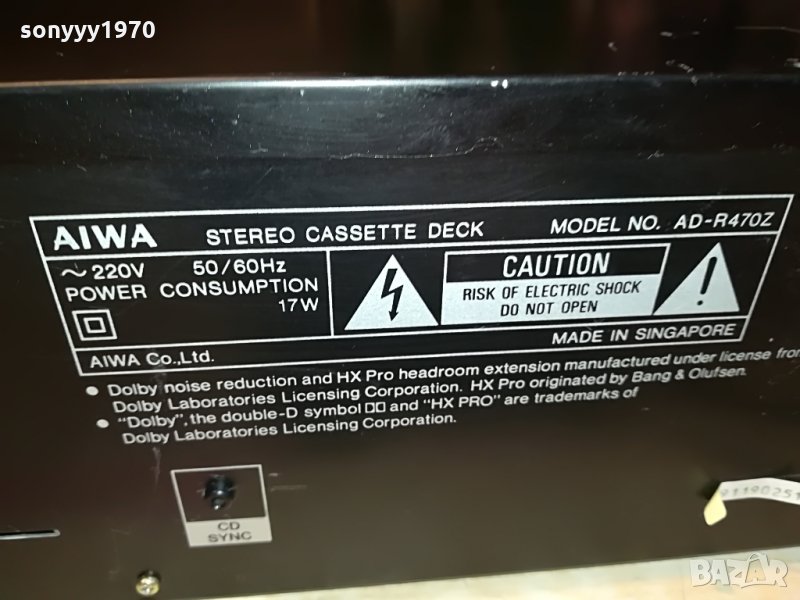 sonyyy1970
AIWA STEREO CASSETTE DECK MODEL NO. AD-R470Z
~ 220V 50/60Hz
POWER CONSUMPTION
17W
CAUTION
RISK OF ELECTRIC SHOCK
DO NOT OPEN
AIWA Co.,Ltd.
MADE IN SINGAPORE
• Dolby noise reduction and HX Pro headroom extension manufactured under license from
Dolby Laboratories Licensing Corporation. HX Pro originated by Bang & Olufsen.
• "Dolby", the double-D symbol and "HX PRO" are trademarks of
Dolby Laboratories Licensing Corporation.
CD
SYNC
BAZAR